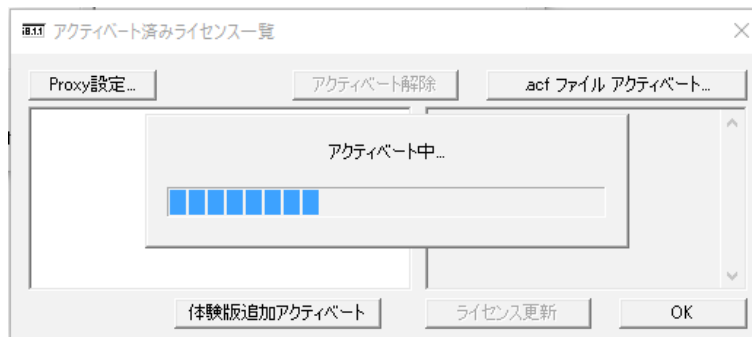 i8.1.1 アクティベート済みライセンス一覧
Proxy設定... アクティベート解除 .acf ファイル アクティベート...
アクティベート中...
体験版追加アクティベート ライセンス更新 OK